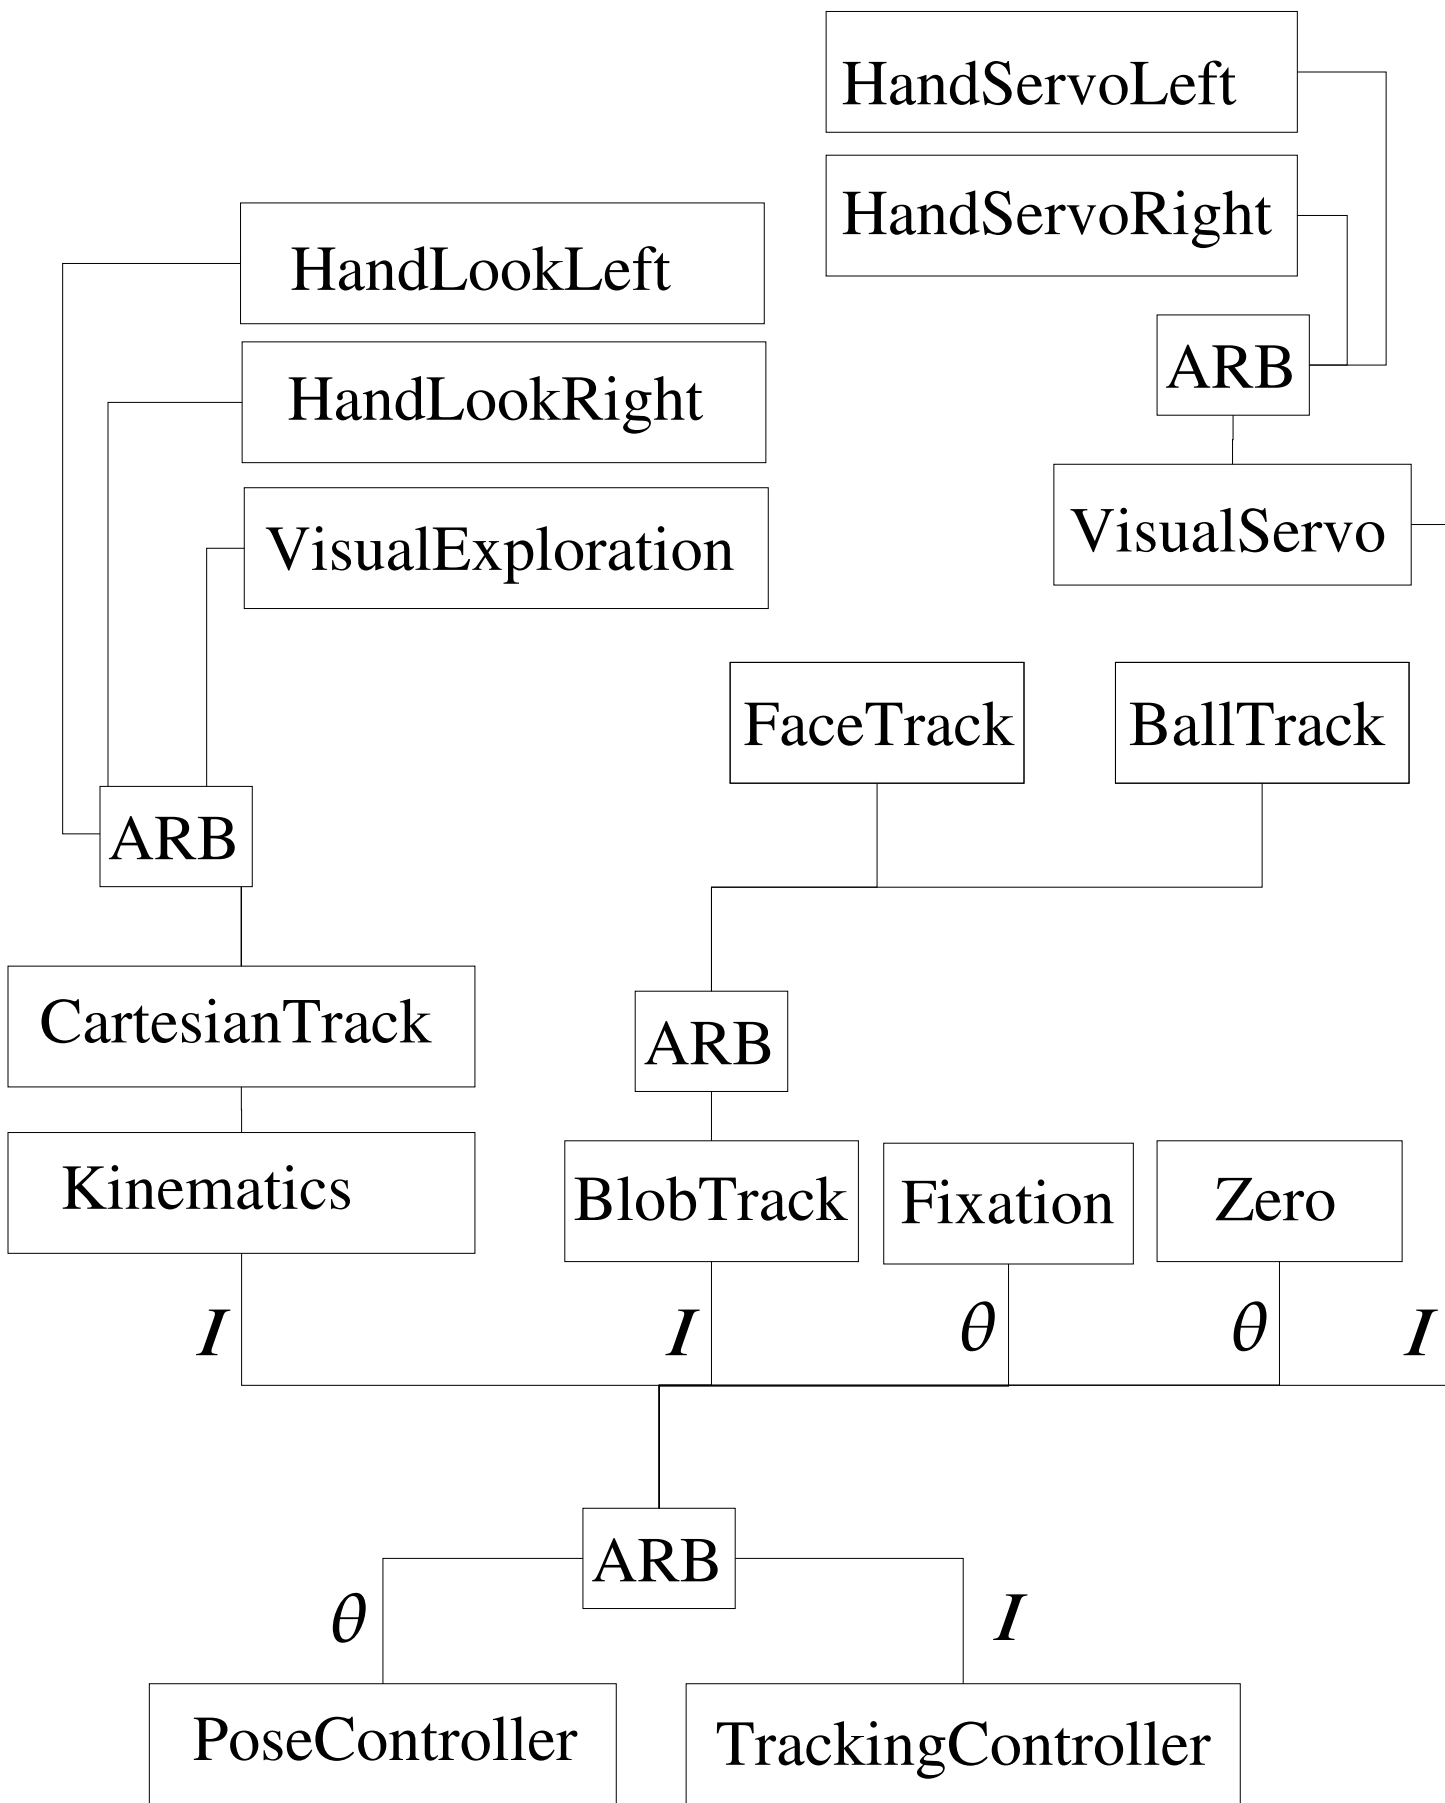 HandServoLeft
HandServoRight
HandLookLeft
HandLookRight
ARB
VisualExploration
VisualServo
FaceTrack
BallTrack
ARB
CartesianTrack
ARB
Kinematics
BlobTrack
Fixation
Zero
I
I
θ
θ
I
ARB
θ
I
PoseController
TrackingController